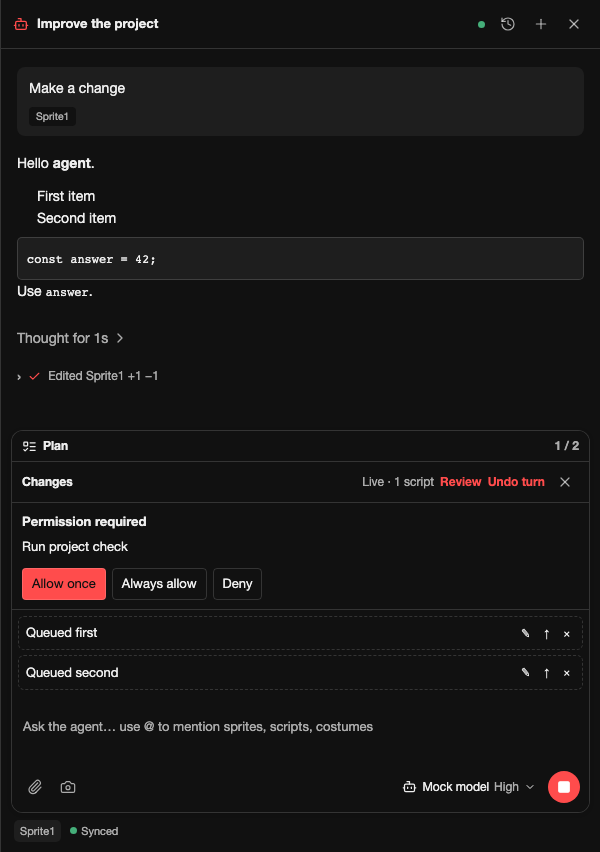 Improve the project
Make a change
Sprite1
Hello agent.
First item
Second item
const answer = 42;
Use answer.
Thought for 1s
Edited Sprite1 +1 −1
Plan 1 / 2
Changes Live · 1 script Review Undo turn
Permission required
Run project check
Allow once Always allow Deny
Queued first
Queued second
Ask the agent… use @ to mention sprites, scripts, costumes
Mock model High
Sprite1 Synced